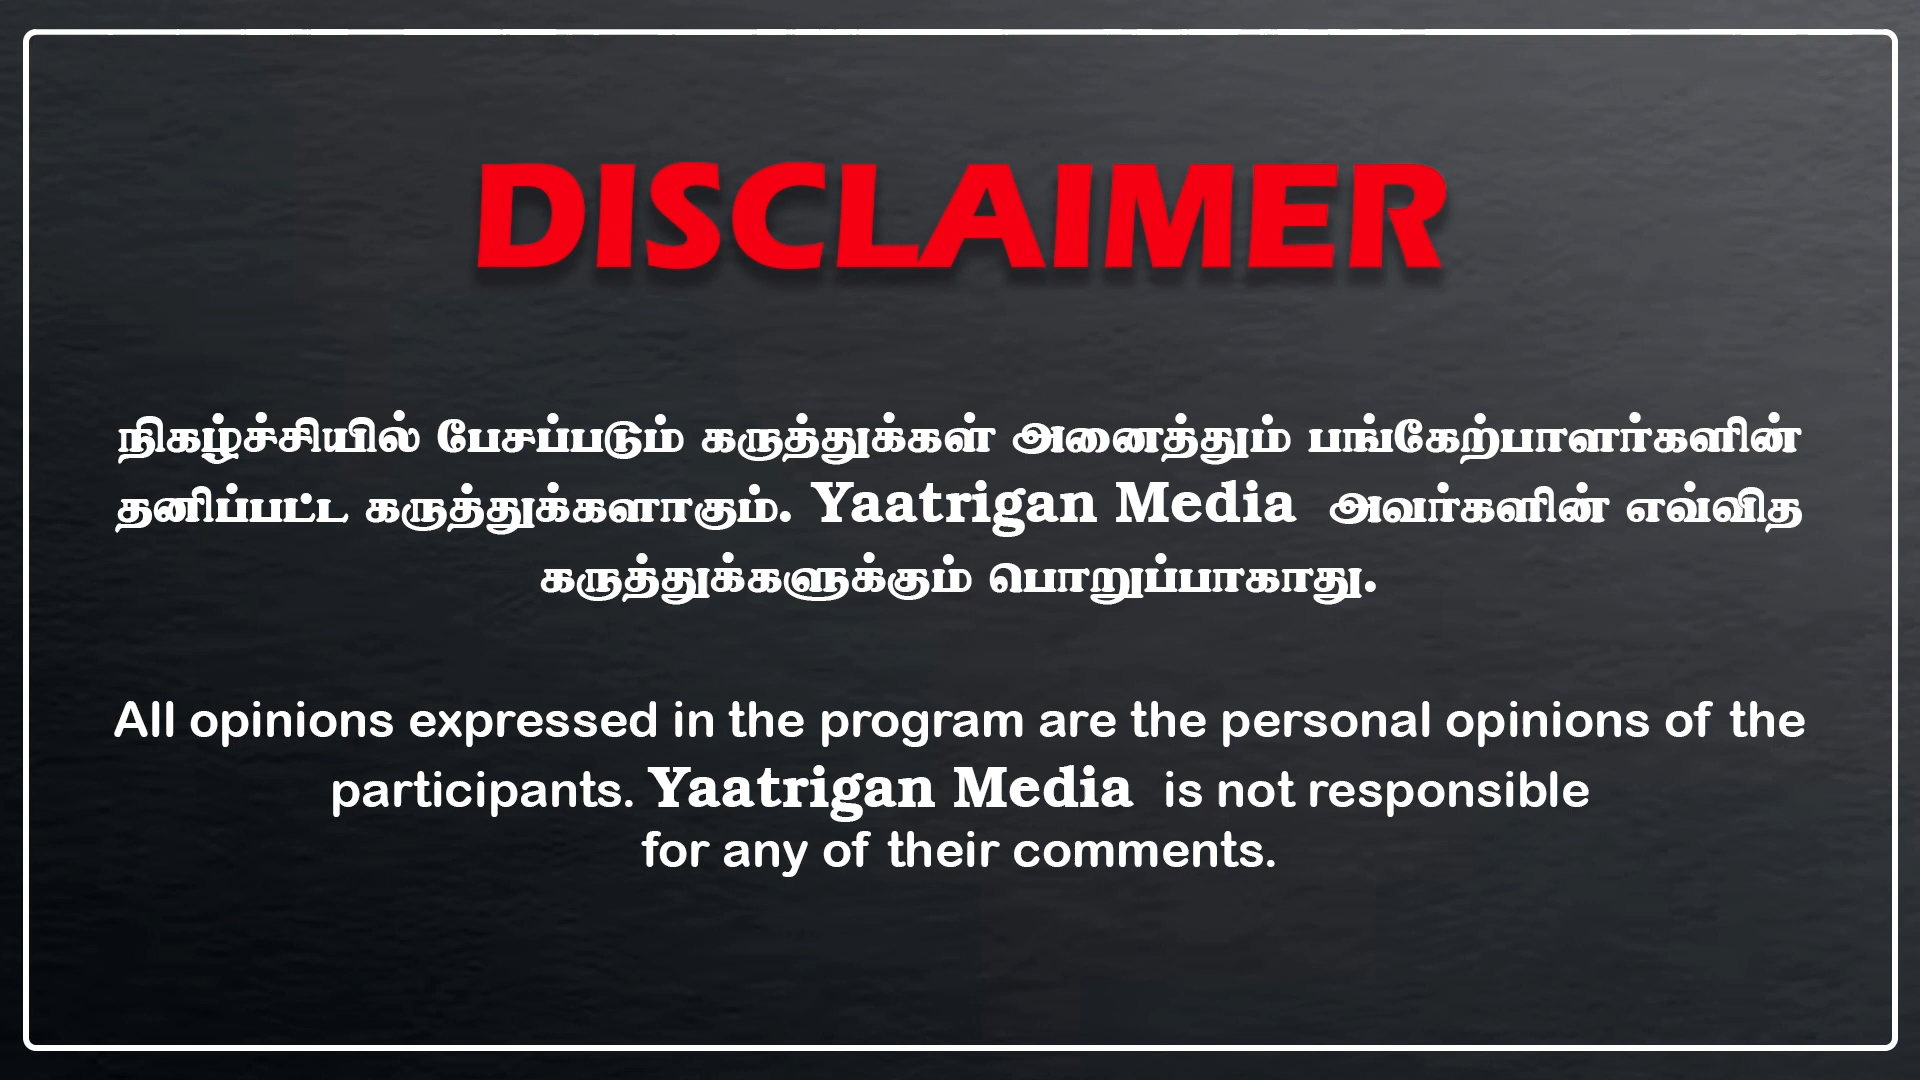 DISCLAIMER
நிகழ்ச்சியில் பேசப்படும் கருத்துக்கள் அனைத்தும் பங்கேற்பாளர்களின்
தனிப்பட்ட கருத்துக்களாகும். Yaatrigan Media அவர்களின் எவ்வித
கருத்துக்களுக்கும் பொறுப்பாகாது.
All opinions expressed in the program are the personal opinions of the
participants. Yaatrigan Media is not responsible
for any of their comments.